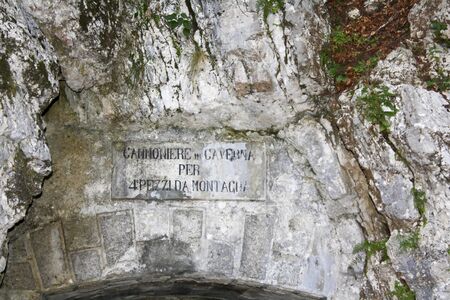 CANNONIERE IN CAVERNA
PER
4 PEZZI DA MONTAGNA